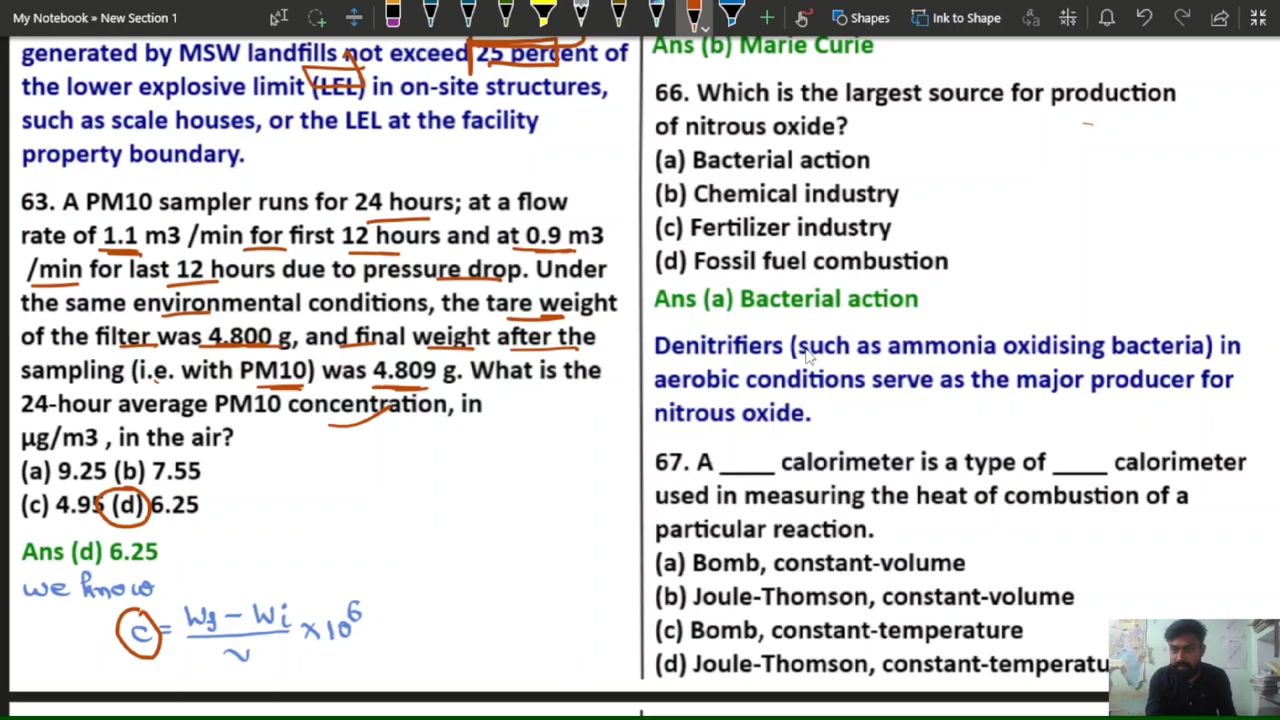 My Notebook » New Section 1
Shapes
Ink to Shape
generated by MSW landfills not exceed 25 percent of
the lower explosive limit (LEL) in on-site structures,
such as scale houses, or the LEL at the facility
property boundary.
63. A PM10 sampler runs for 24 hours; at a flow
rate of 1.1 m3 /min for first 12 hours and at 0.9 m3
/min for last 12 hours due to pressure drop. Under
the same environmental conditions, the tare weight
of the filter was 4.800 g, and final weight after the
sampling (i.e. with PM10) was 4.809 g. What is the
24-hour average PM10 concentration, in
µg/m3 , in the air?
(a) 9.25 (b) 7.55
(c) 4.95 (d) 6.25
Ans (d) 6.25
we know
c = Wf - Wi / v × 10^6
Ans (b) Marie Curie
66. Which is the largest source for production
of nitrous oxide?
(a) Bacterial action
(b) Chemical industry
(c) Fertilizer industry
(d) Fossil fuel combustion
Ans (a) Bacterial action
Denitrifiers (such as ammonia oxidising bacteria) in
aerobic conditions serve as the major producer for
nitrous oxide.
67. A ____ calorimeter is a type of ____ calorimeter
used in measuring the heat of combustion of a
particular reaction.
(a) Bomb, constant-volume
(b) Joule-Thomson, constant-volume
(c) Bomb, constant-temperature
(d) Joule-Thomson, constant-temperatu